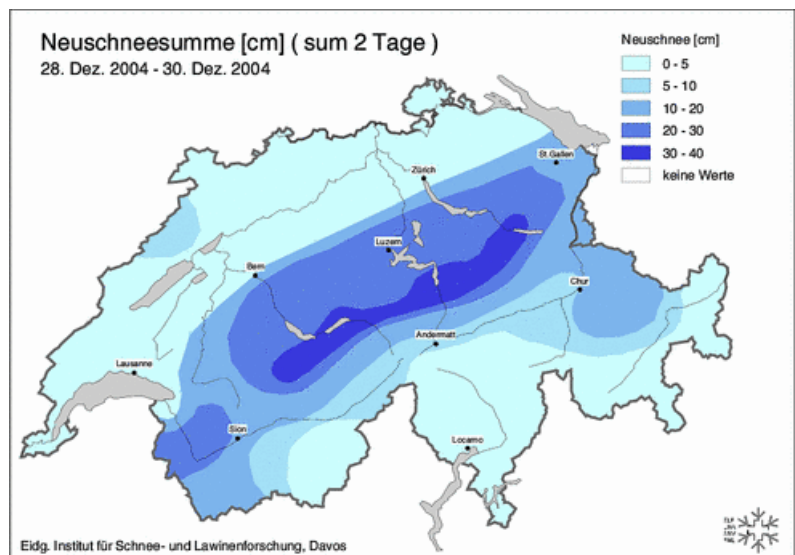 Neuschneesumme [cm] ( sum 2 Tage )
28. Dez. 2004 - 30. Dez. 2004
Neuschnee [cm]
0 - 5
5 - 10
10 - 20
20 - 30
30 - 40
keine Werte
St.Gallen
Zürich
Luzern
Bern
Chur
Andermatt
Lausanne
Sion
Locarno
Eidg. Institut für Schnee- und Lawinenforschung, Davos